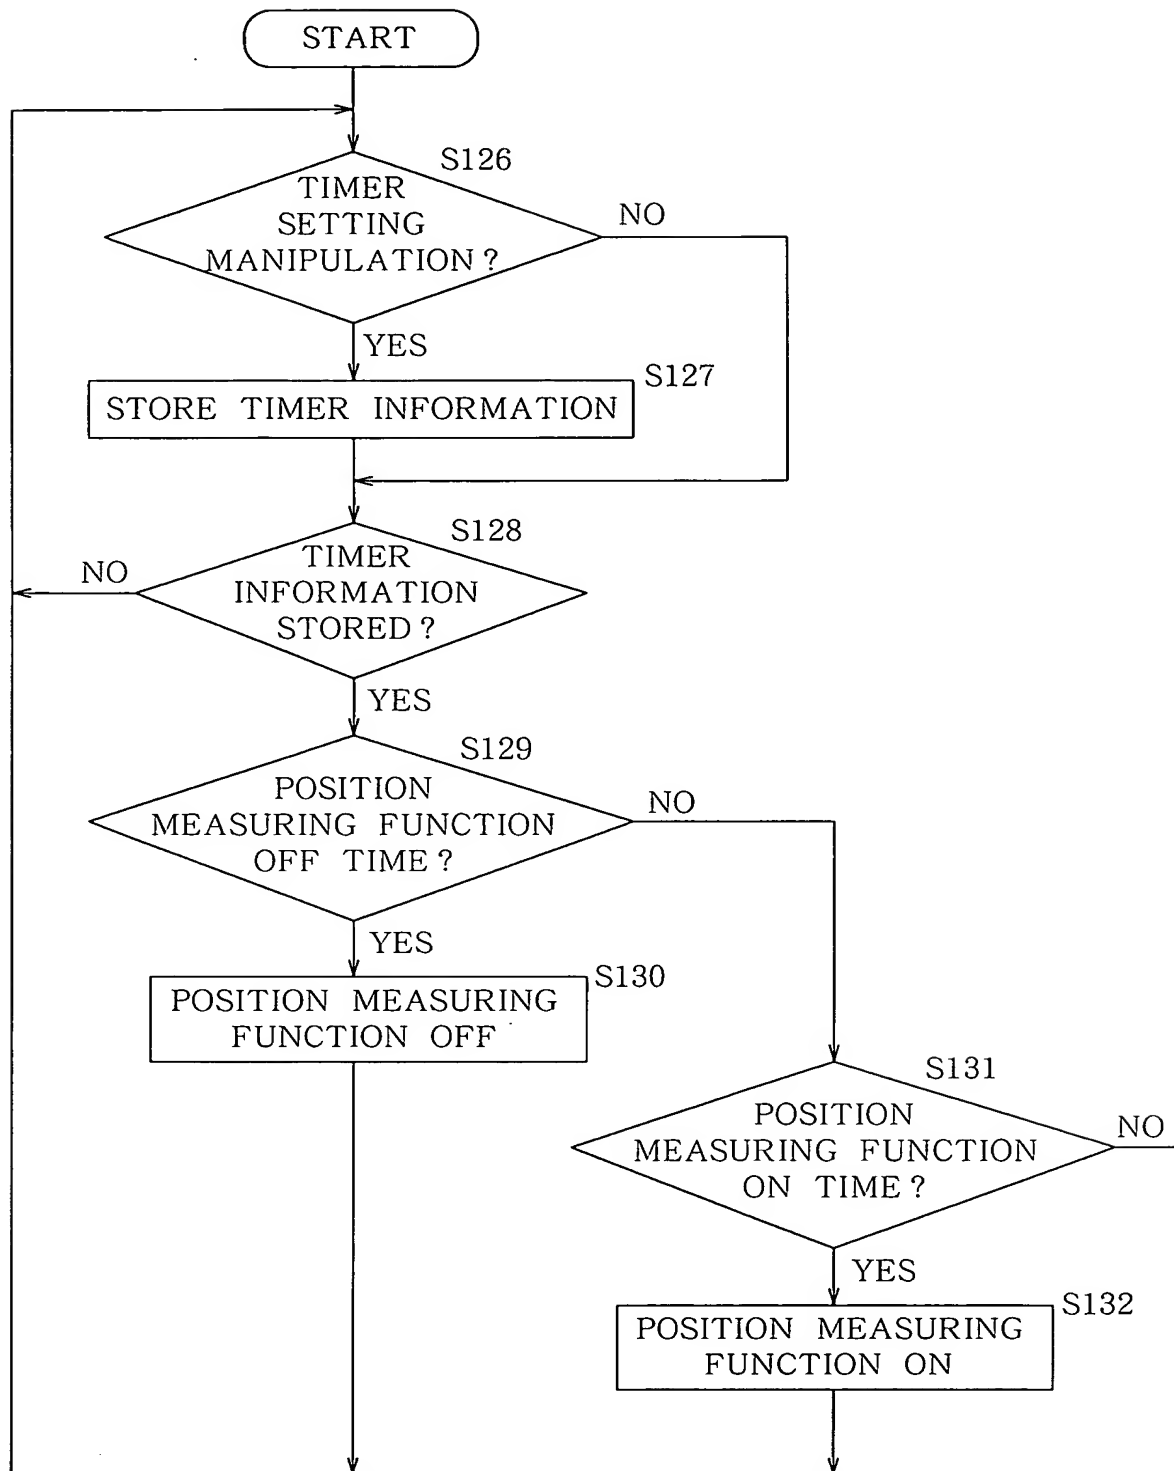 START
S126
TIMER
SETTING
MANIPULATION?
NO
YES
S127
STORE TIMER INFORMATION
S128
TIMER
INFORMATION
STORED?
NO
YES
S129
POSITION
MEASURING FUNCTION
OFF TIME?
NO
YES
S130
POSITION MEASURING
FUNCTION OFF
S131
POSITION
MEASURING FUNCTION
ON TIME?
NO
YES
S132
POSITION MEASURING
FUNCTION ON